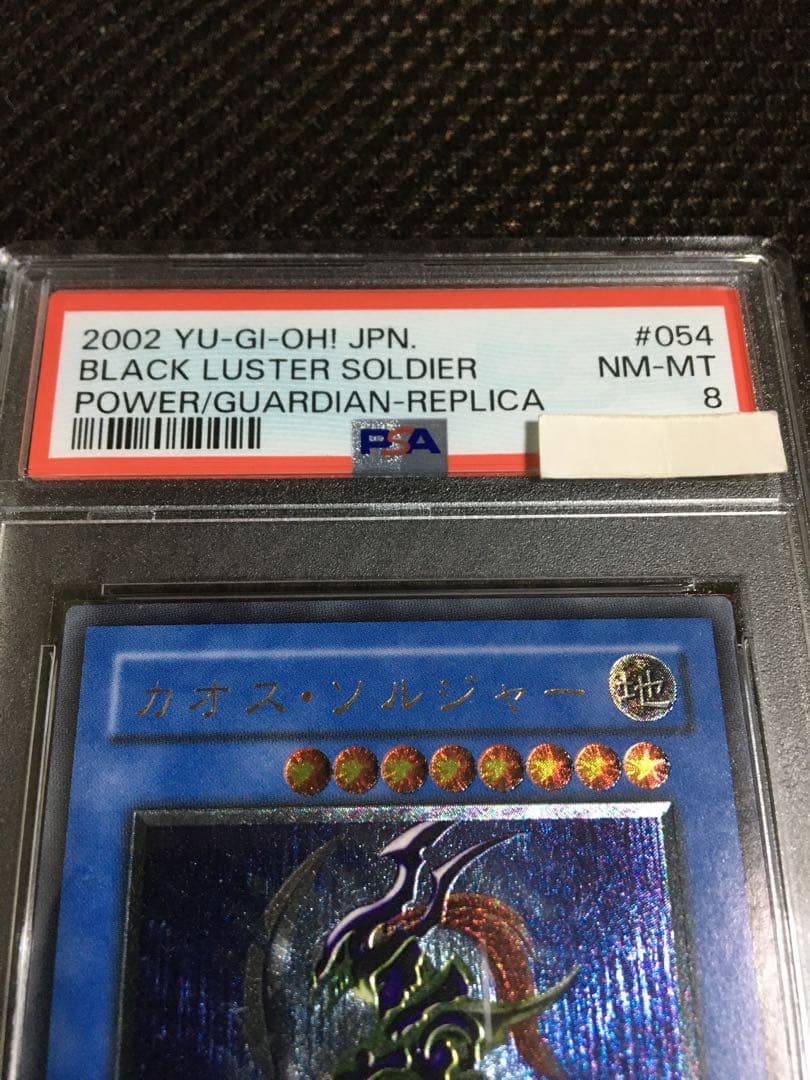 2002 YU-GI-OH! JPN. #054
BLACK LUSTER SOLDIER NM-MT
POWER/GUARDIAN-REPLICA 8
PSA
カオス・ソルジャー 地